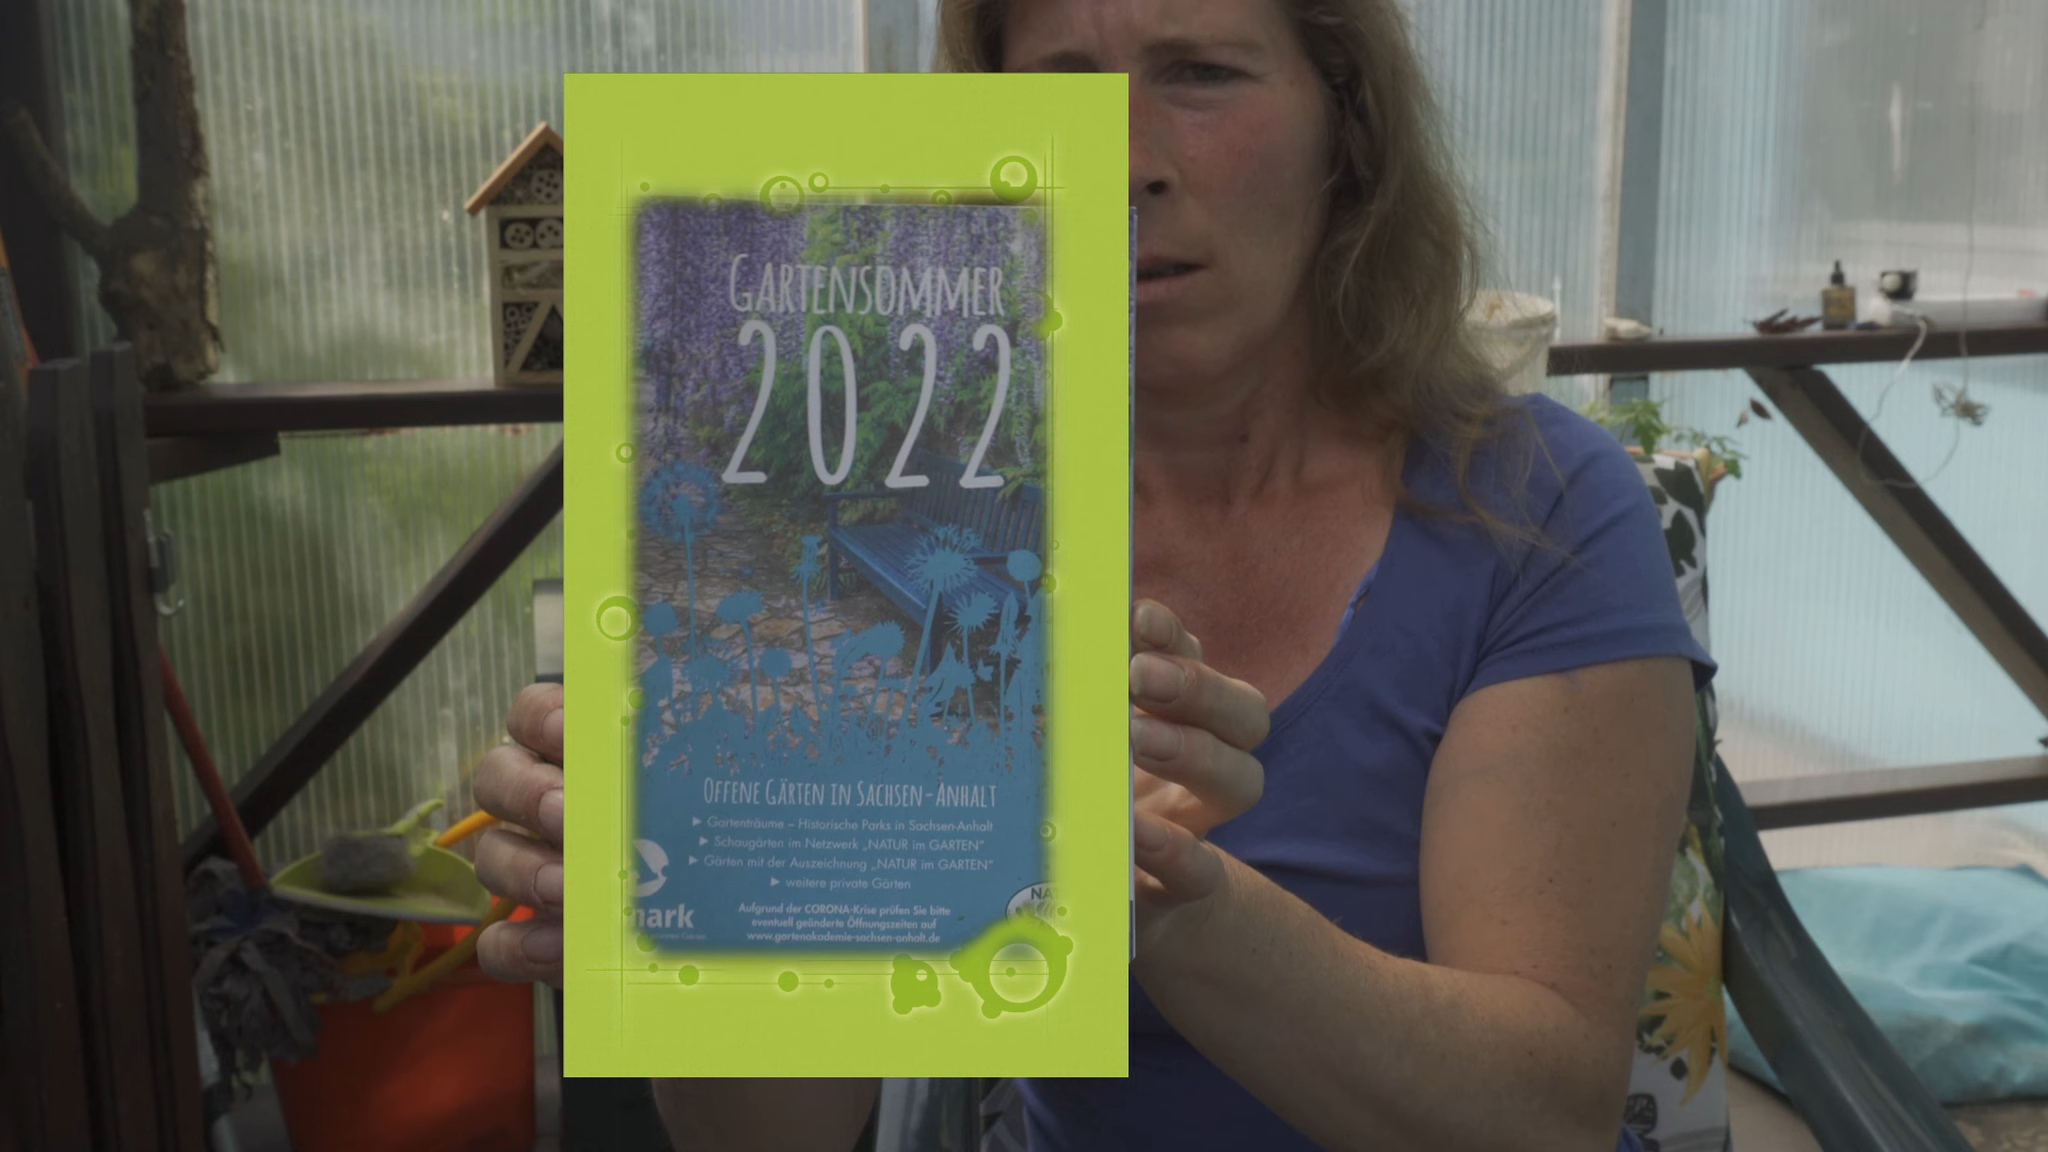 GARTENSOMMER
2022
OFFENE GÄRTEN IN SACHSEN-ANHALT
► Gartenträume – Historische Parks in Sachsen-Anhalt
► Schaugärten im Netzwerk „NATUR im GARTEN"
► Gärten mit der Auszeichnung „NATUR im GARTEN"
► weitere private Gärten
Aufgrund der CORONA-Krise prüfen Sie bitte
eventuell geänderte Öffnungszeiten auf
www.gartenakademie-sachsen-anhalt.de